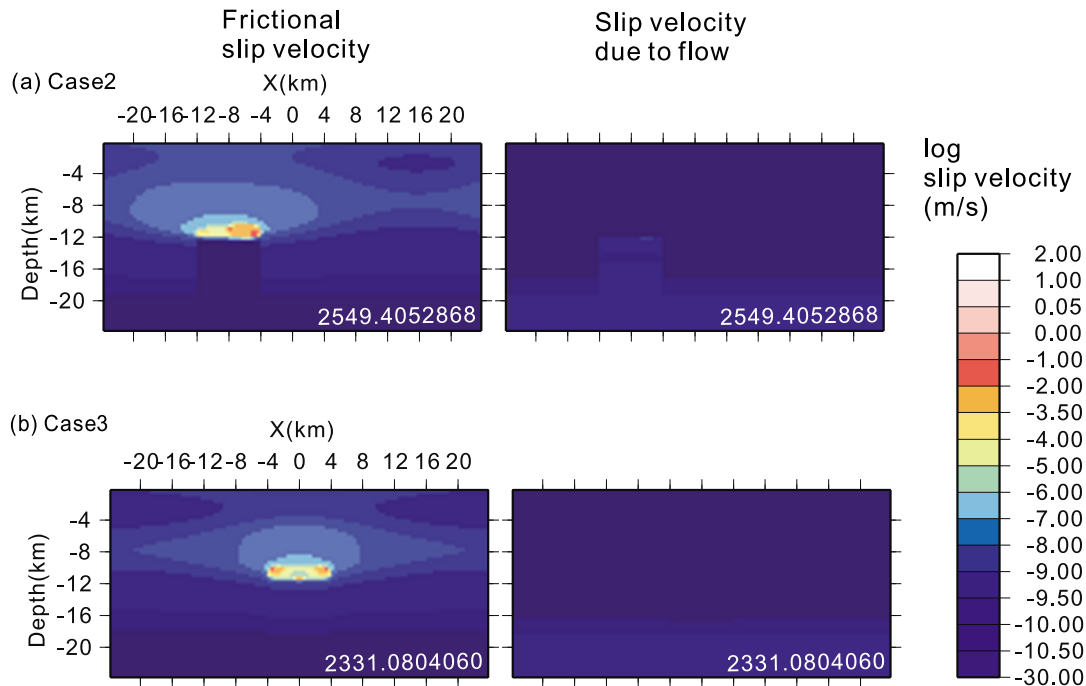 Frictional
slip velocity
Slip velocity
due to flow
(a) Case2
X(km)
-20-16-12-8 -4 0 4 8 12 16 20
Depth(km)
-4
-8
-12
-16
-20
2549.4052868
2549.4052868
(b) Case3
X(km)
-20-16-12-8 -4 0 4 8 12 16 20
Depth(km)
-4
-8
-12
-16
-20
2331.0804060
2331.0804060
log
slip velocity
(m/s)
2.00
1.00
0.05
0.00
-1.00
-2.00
-3.50
-4.00
-5.00
-6.00
-7.00
-8.00
-9.00
-9.50
-10.00
-10.50
-30.00